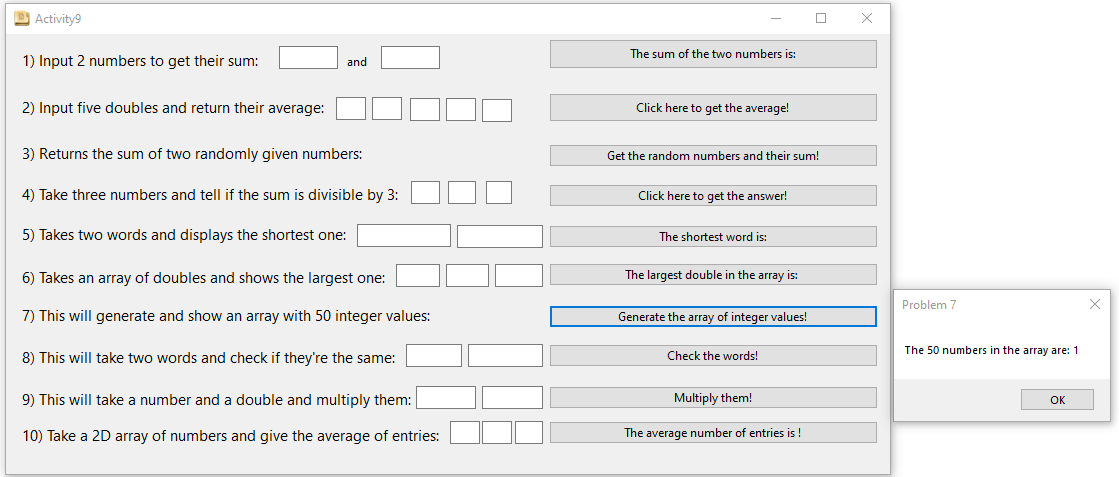 Activity9
1) Input 2 numbers to get their sum: and The sum of the two numbers is:
2) Input five doubles and return their average: Click here to get the average!
3) Returns the sum of two randomly given numbers: Get the random numbers and their sum!
4) Take three numbers and tell if the sum is divisible by 3: Click here to get the answer!
5) Takes two words and displays the shortest one: The shortest word is:
6) Takes an array of doubles and shows the largest one: The largest double in the array is:
7) This will generate and show an array with 50 integer values: Generate the array of integer values!
8) This will take two words and check if they're the same: Check the words!
9) This will take a number and a double and multiply them: Multiply them!
10) Take a 2D array of numbers and give the average of entries: The average number of entries is !
Problem 7
The 50 numbers in the array are: 1
OK